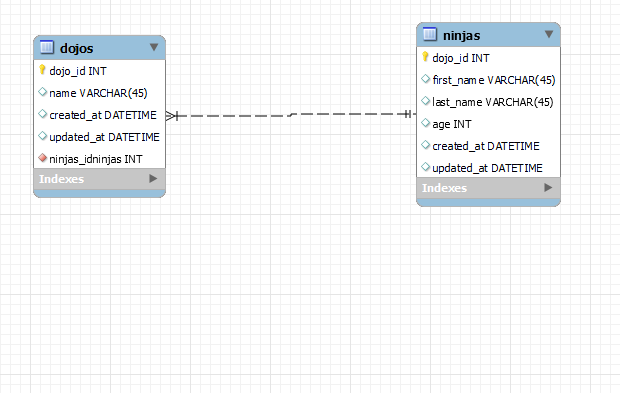 dojos
dojo_id INT
name VARCHAR(45)
created_at DATETIME
updated_at DATETIME
ninjas_idninjas INT
Indexes
ninjas
dojo_id INT
first_name VARCHAR(45)
last_name VARCHAR(45)
age INT
created_at DATETIME
updated_at DATETIME
Indexes